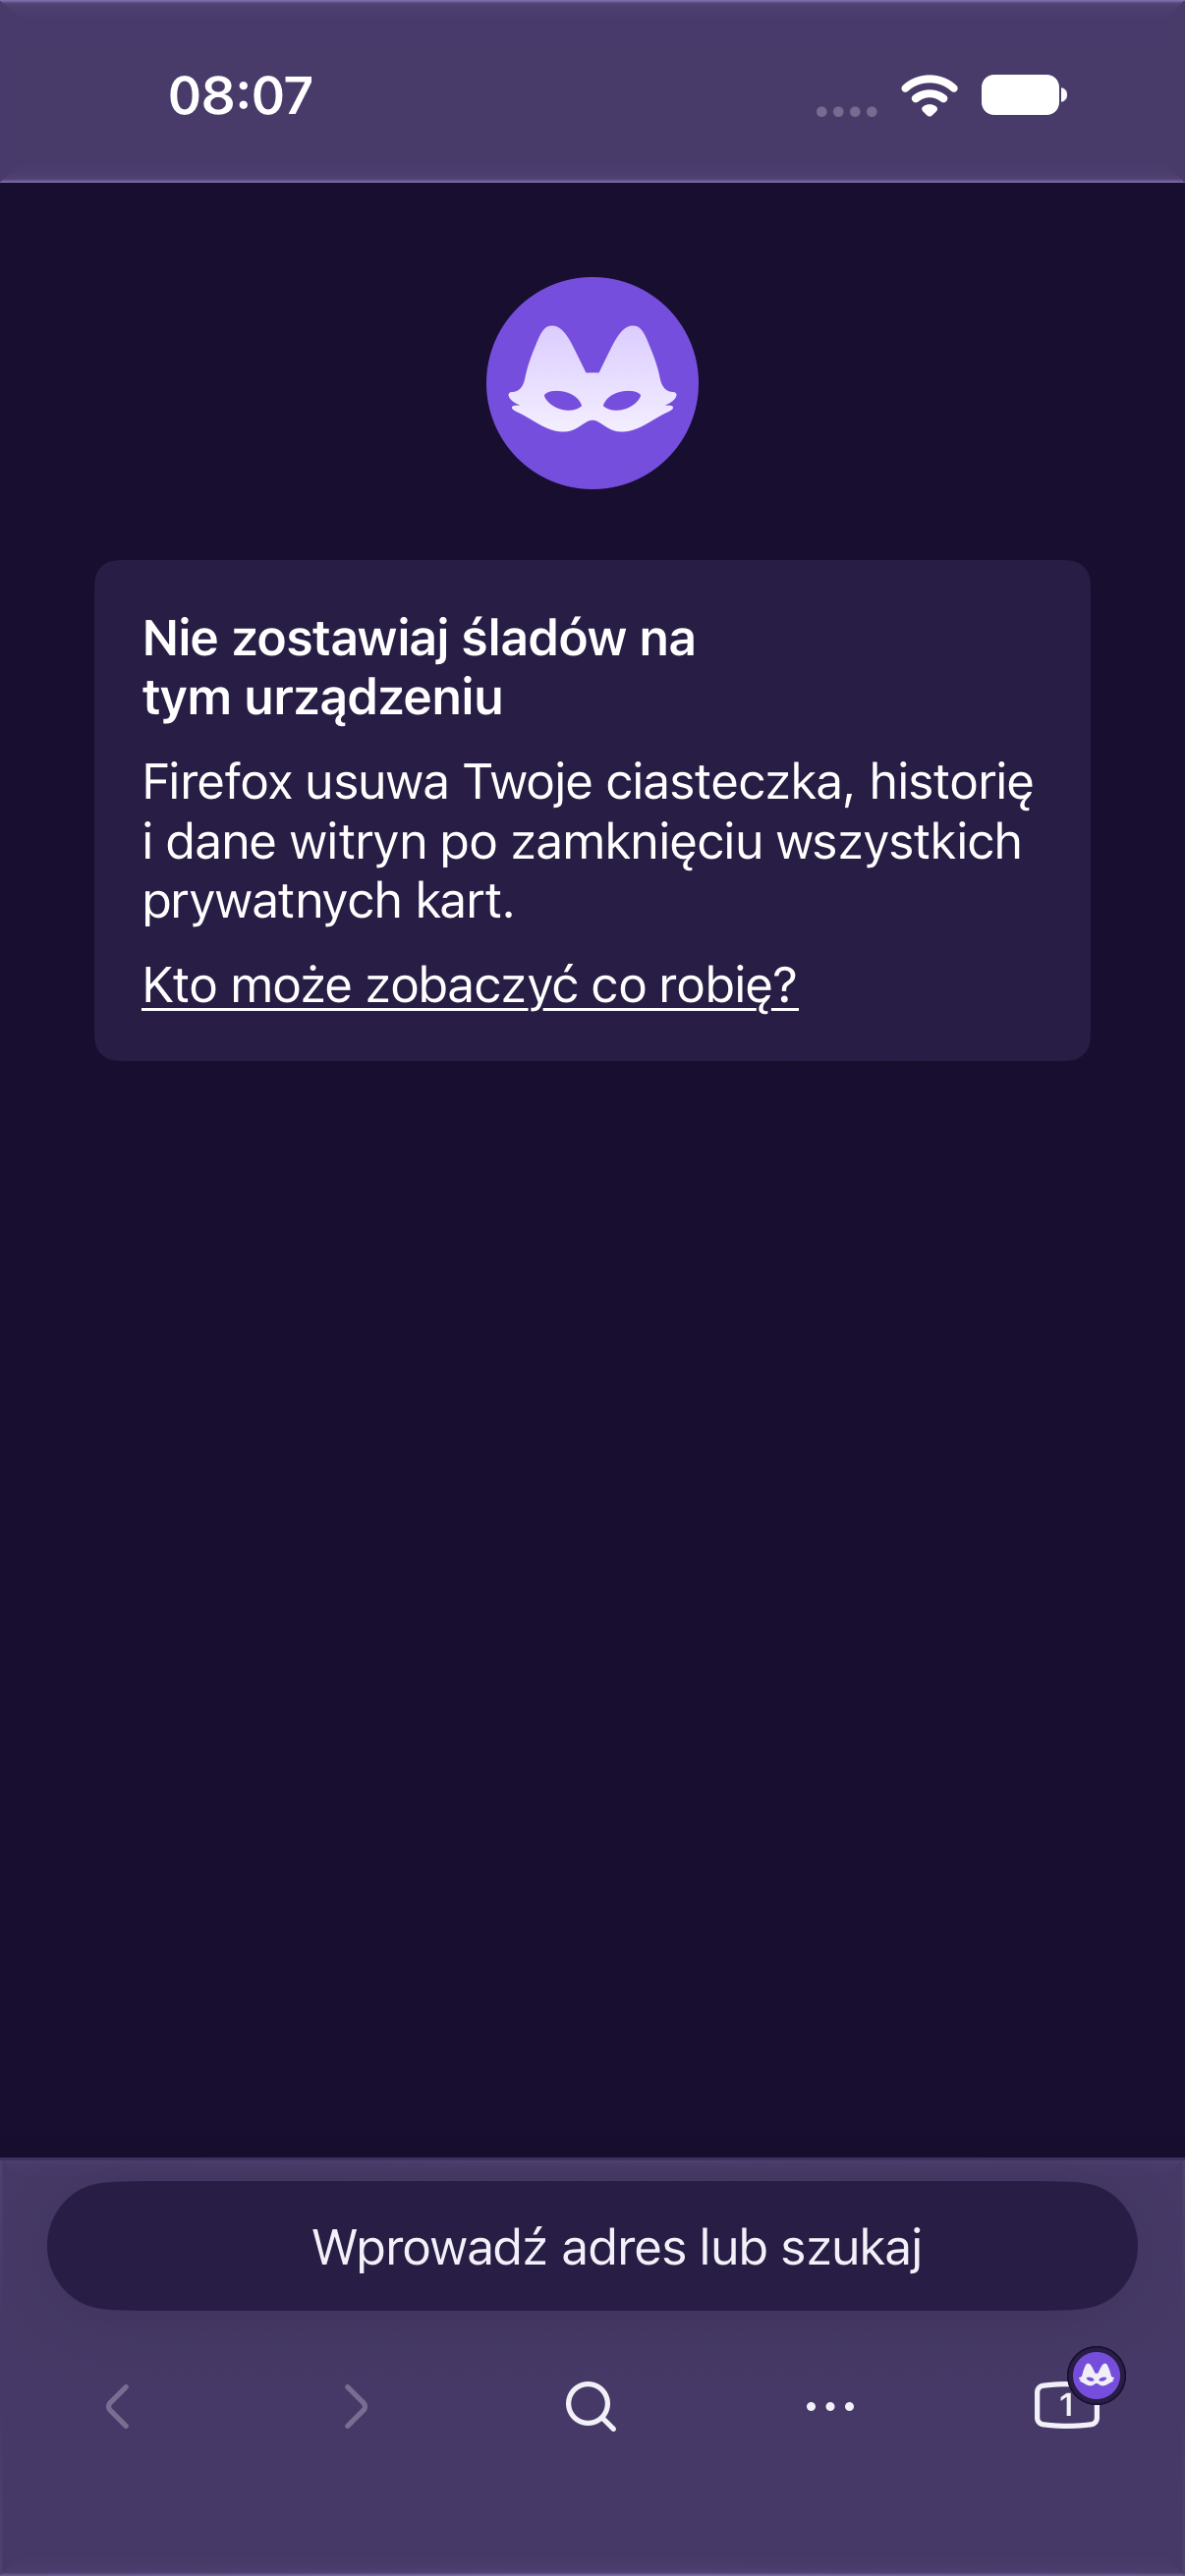 08:07
Nie zostawiaj śladów na
tym urządzeniu
Firefox usuwa Twoje ciasteczka, historię
i dane witryn po zamknięciu wszystkich
prywatnych kart.
Kto może zobaczyć co robię?
Wprowadź adres lub szukaj
1